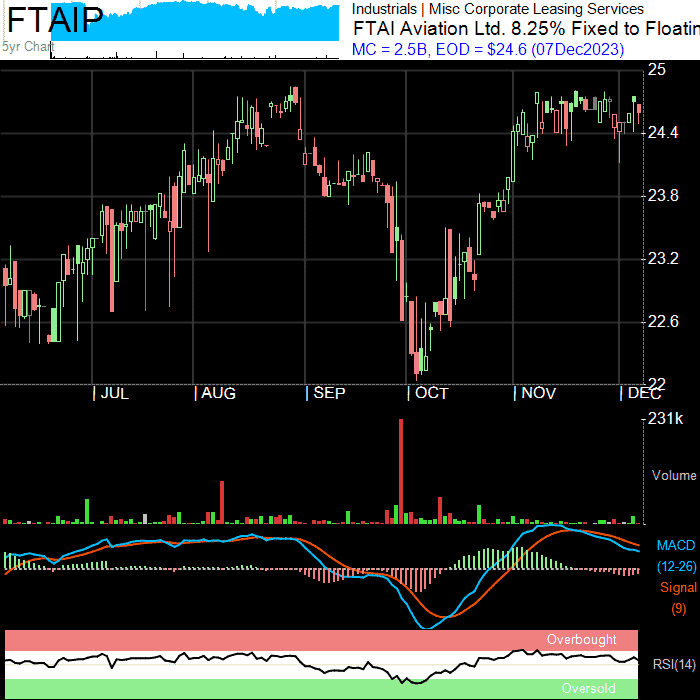 FTAIP
5yr Chart
Industrials | Misc Corporate Leasing Services
FTAI Aviation Ltd. 8.25% Fixed to Floatin
MC = 2.5B, EOD = $24.6 (07Dec2023)
25
24.4
23.8
23.2
22.6
22
| JUL | AUG | SEP | OCT | NOV | DEC
231k
Volume
MACD
(12-26)
Signal
(9)
Overbought
RSI(14)
Oversold